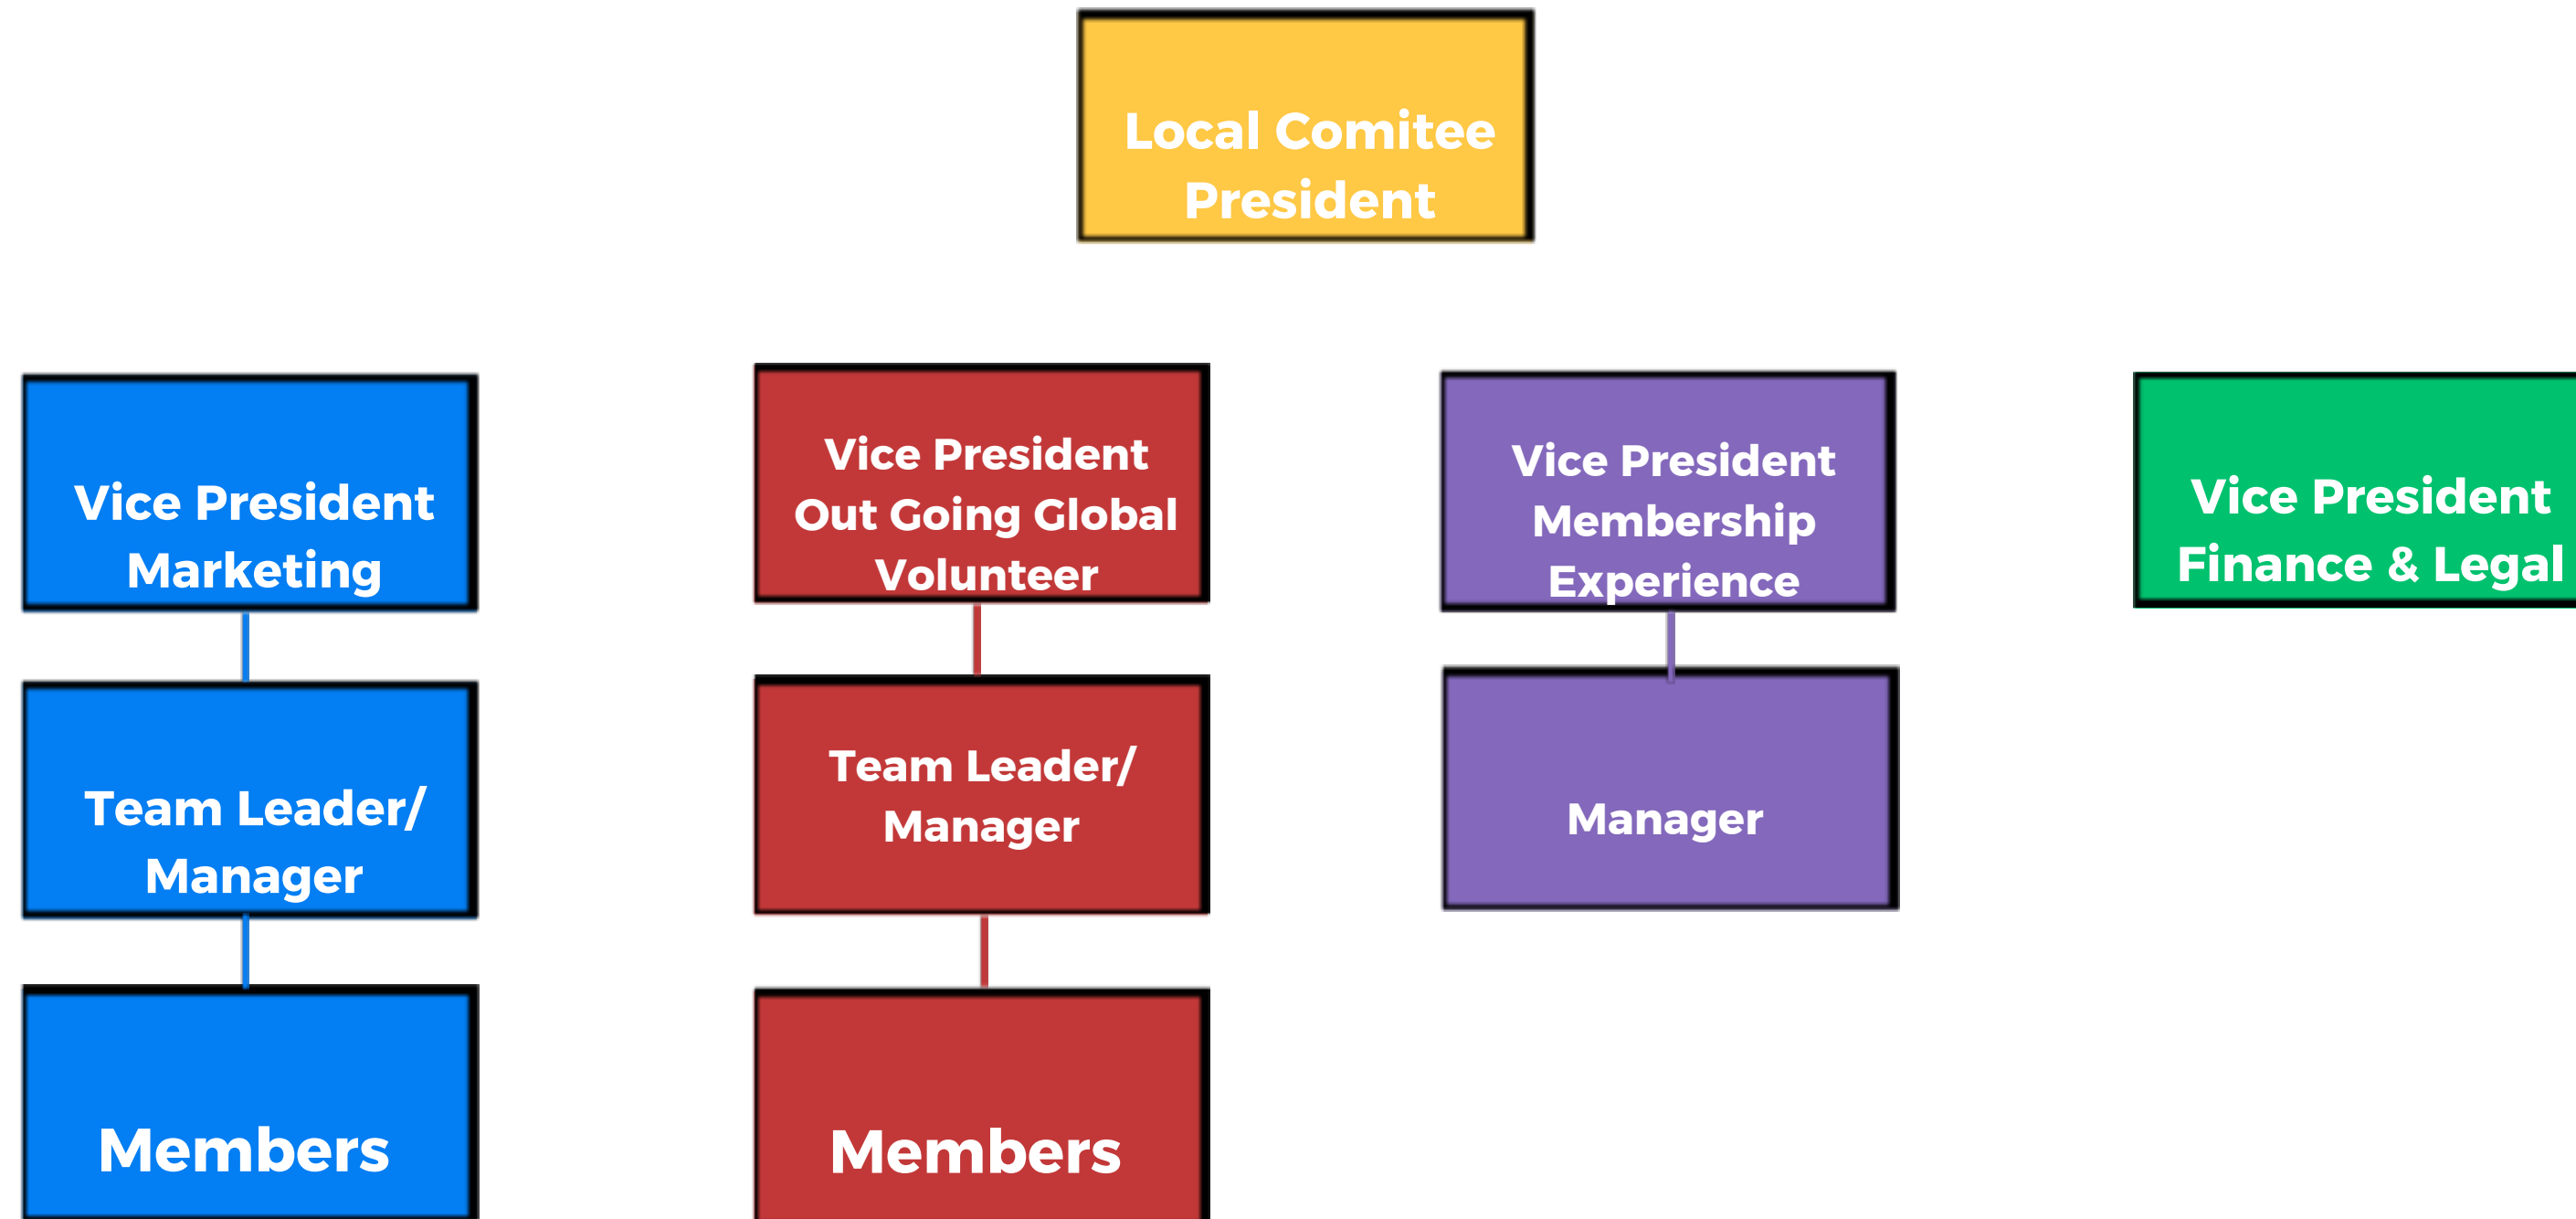 Local Comitee
President
Vice President
Marketing
Vice President
Out Going Global
Volunteer
Vice President
Membership
Experience
Vice President
Finance & Legal
Team Leader/
Manager
Team Leader/
Manager
Manager
Members
Members